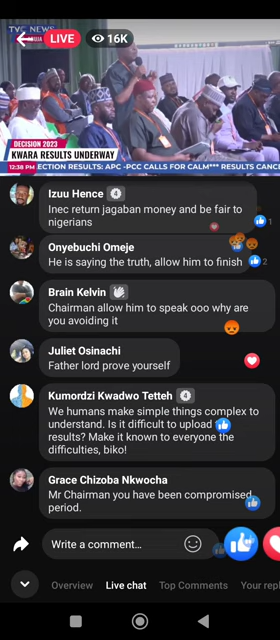 TVC NEWS
LIVE
16K
DECISION 2023
KWARA RESULTS UNDERWAY
12:38 PM ECTION RESULTS: APC -PCC CALLS FOR CALM*** RESULTS CANC
Izuu Hence 4
Inec return jagaban money and be fair to
nigerians
1
Onyebuchi Omeje
He is saying the truth, allow him to finish
2
Brain Kelvin
Chairman allow him to speak ooo why are
you avoiding it
Juliet Osinachi
Father lord prove yourself
Kumordzi Kwadwo Tetteh 4
We humans make simple things complex to
understand. Is it difficult to upload
results? Make it known to everyone the
difficulties, biko!
Grace Chizoba Nkwocha
Mr Chairman you have been compromised
period.
Write a comment...
Overview Live chat Top Comments Your repl